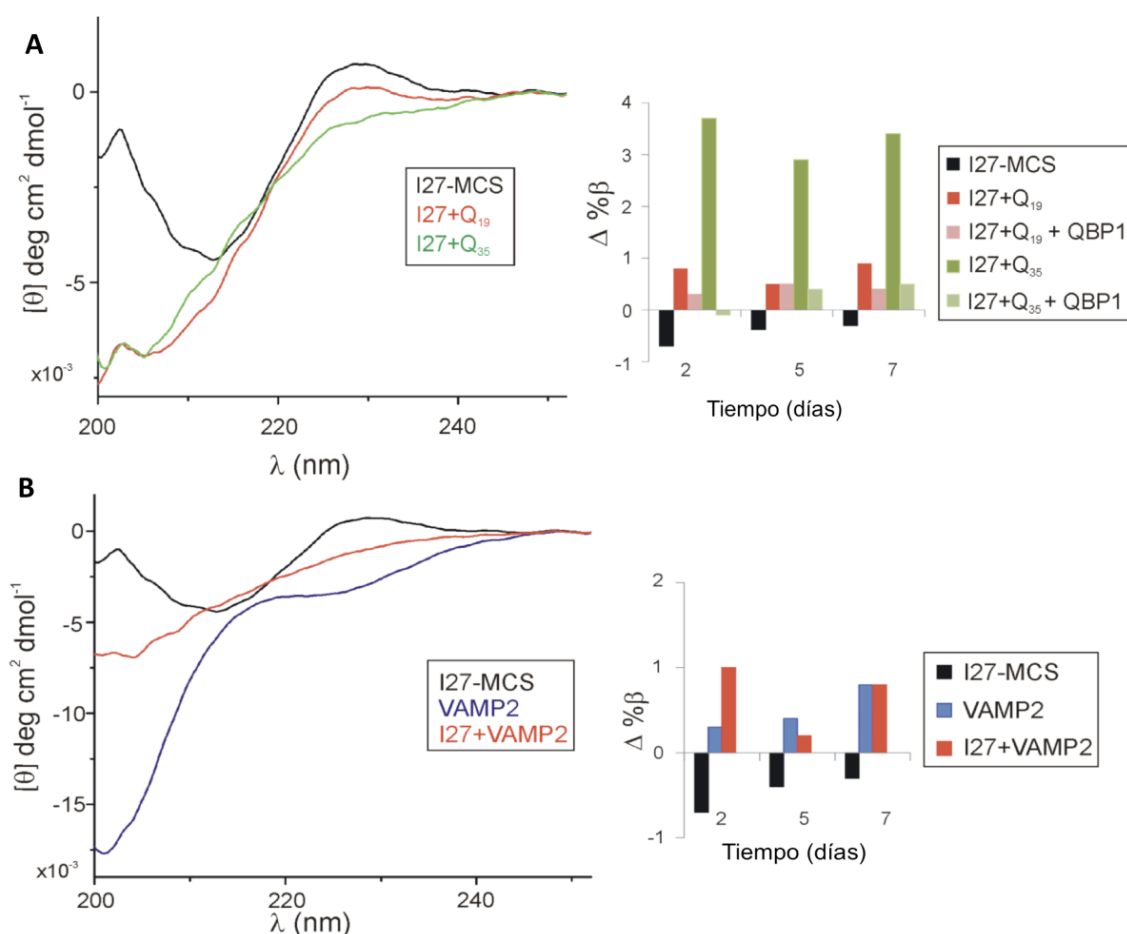 A
[θ] deg cm² dmol⁻¹
0
-5
x10⁻³
200
220
240
λ (nm)
I27-MCS
I27+Q₁₉
I27+Q₃₅
Δ %β
4
3
2
1
0
-1
2
5
7
Tiempo (días)
I27-MCS
I27+Q₁₉
I27+Q₁₉ + QBP1
I27+Q₃₅
I27+Q₃₅ + QBP1
B
[θ] deg cm² dmol⁻¹
0
-5
-10
-15
x10⁻³
200
220
240
λ (nm)
I27-MCS
VAMP2
I27+VAMP2
Δ %β
2
1
0
-1
2
5
7
Tiempo (días)
I27-MCS
VAMP2
I27+VAMP2